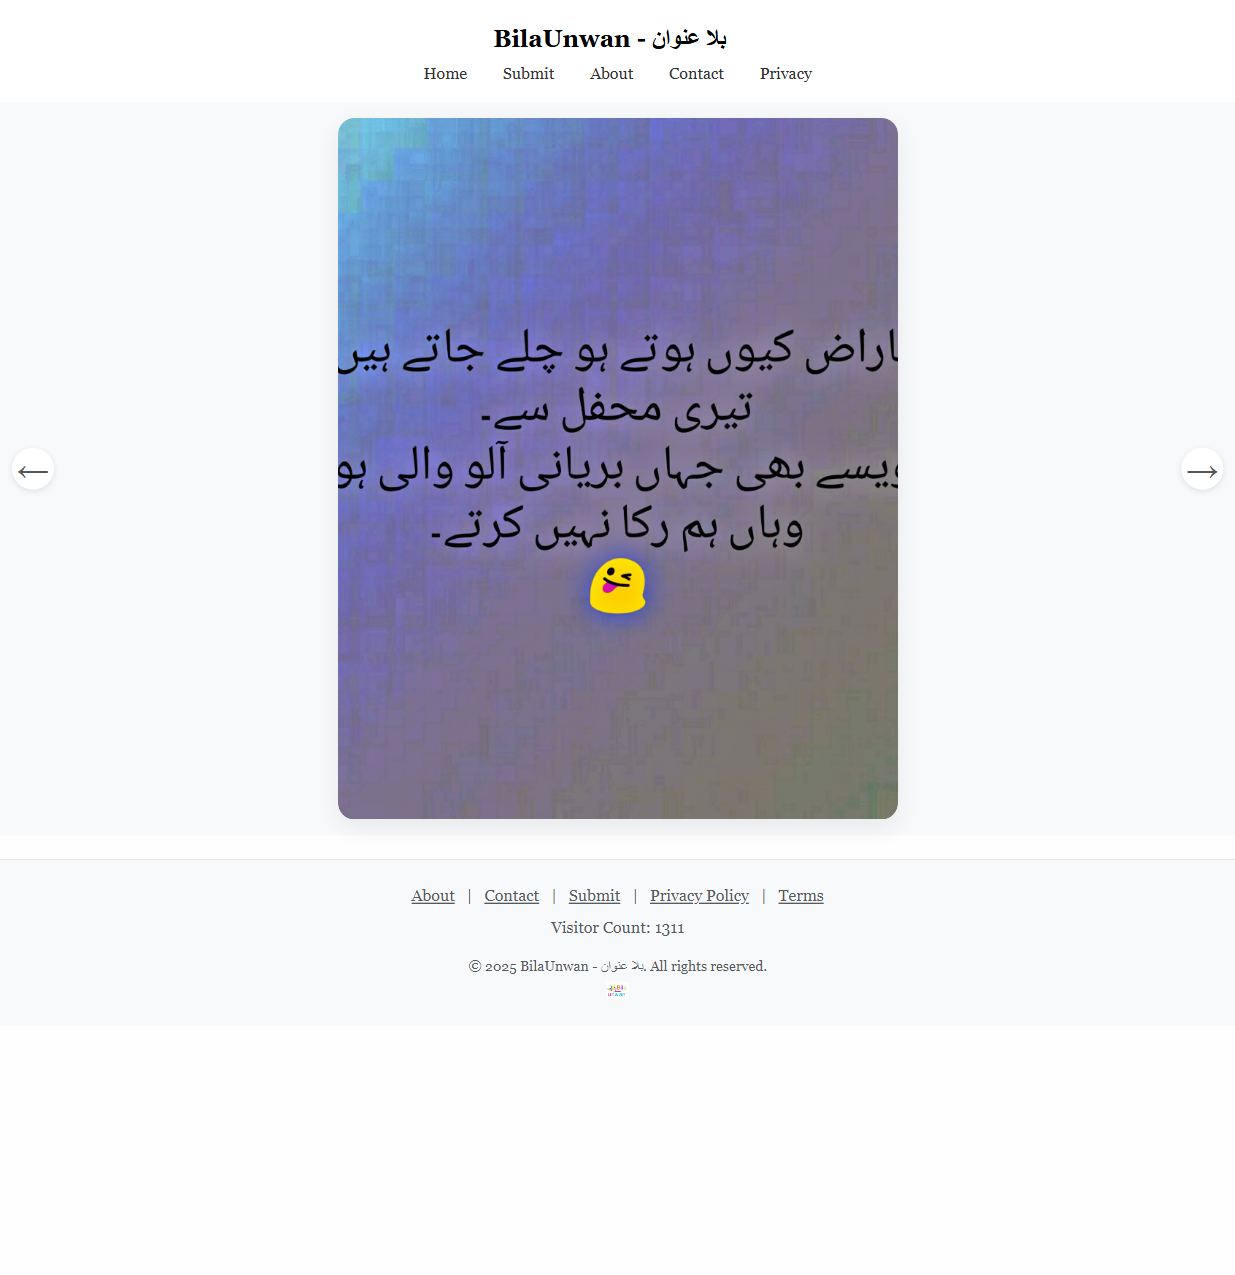 BilaUnwan - بلا عنوان
Home Submit About Contact Privacy
اراض کیوں ہوتے ہو چلے جاتے ہیں
تیری محفل سے۔
ویسے بھی جہاں بریانی آلو والی ہو
وہاں ہم رکا نہیں کرتے۔
← →
About | Contact | Submit | Privacy Policy | Terms
Visitor Count: 1311
© 2025 BilaUnwan - بلا عنوان. All rights reserved.